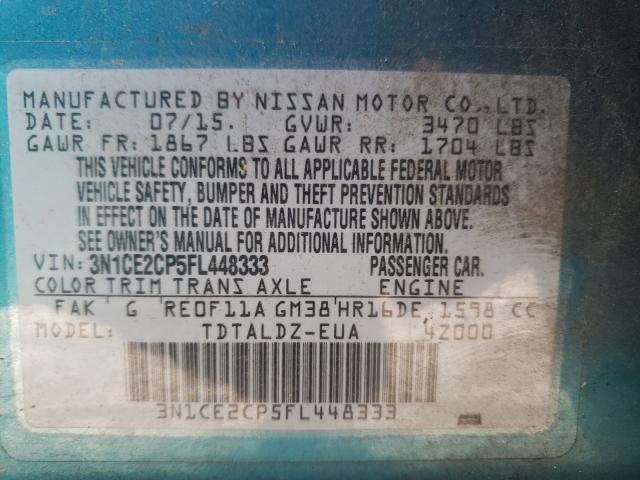 MANUFACTURED BY NISSAN MOTOR CO.,LTD.
DATE: 07/15. GVWR: 3470 LBS
GAWR FR: 1867 LBS GAWR RR: 1704 LBS
THIS VEHICLE CONFORMS TO ALL APPLICABLE FEDERAL MOTOR
VEHICLE SAFETY, BUMPER AND THEFT PREVENTION STANDARDS
IN EFFECT ON THE DATE OF MANUFACTURE SHOWN ABOVE.
SEE OWNER'S MANUAL FOR ADDITIONAL INFORMATION.
VIN: 3N1CE2CP5FL448333 PASSENGER CAR.
COLOR TRIM TRANS AXLE ENGINE
FAK G RE0F11A GM38 HR16DE 1598 CC
TDTALDZ-EUA 4Z000
3N1CE2CP5FL448333